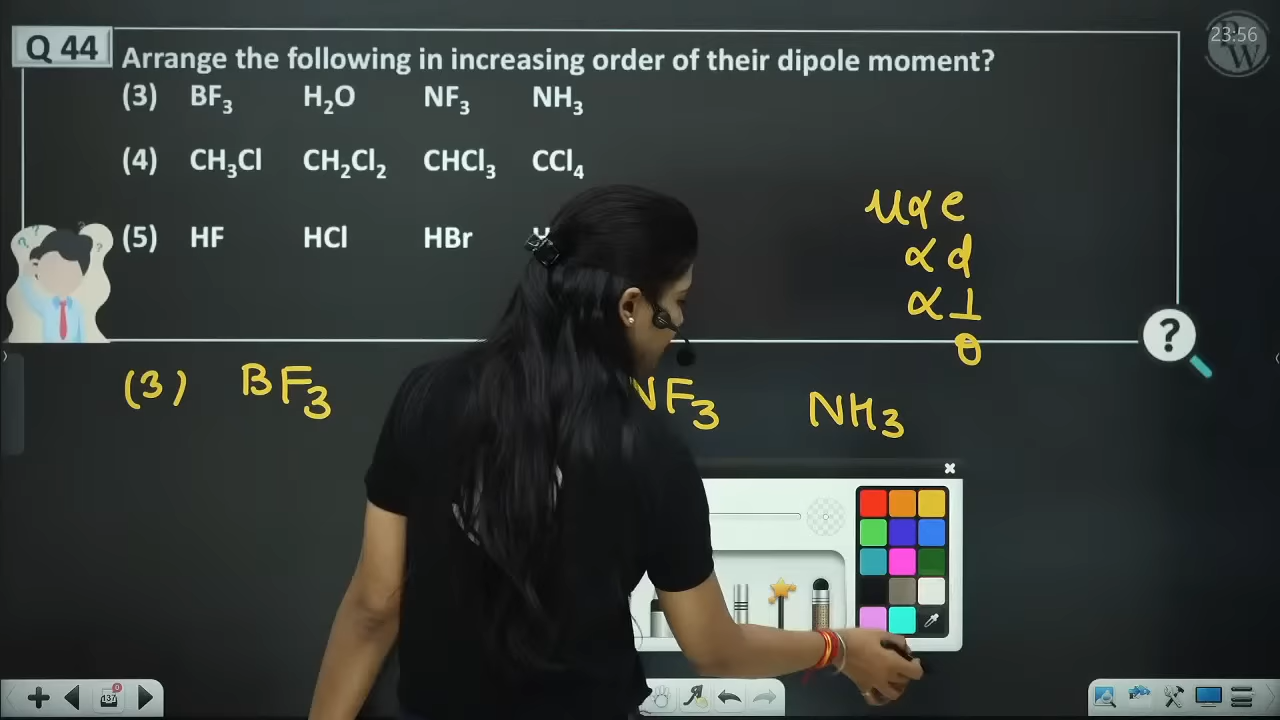 23:56
Q 44
Arrange the following in increasing order of their dipole moment?
(3) BF₃ H₂O NF₃ NH₃
(4) CH₃Cl CH₂Cl₂ CHCl₃ CCl₄
(5) HF HCl HBr
μ α e
α d
α 1
θ
(3) BF₃ NF₃ NH₃
137